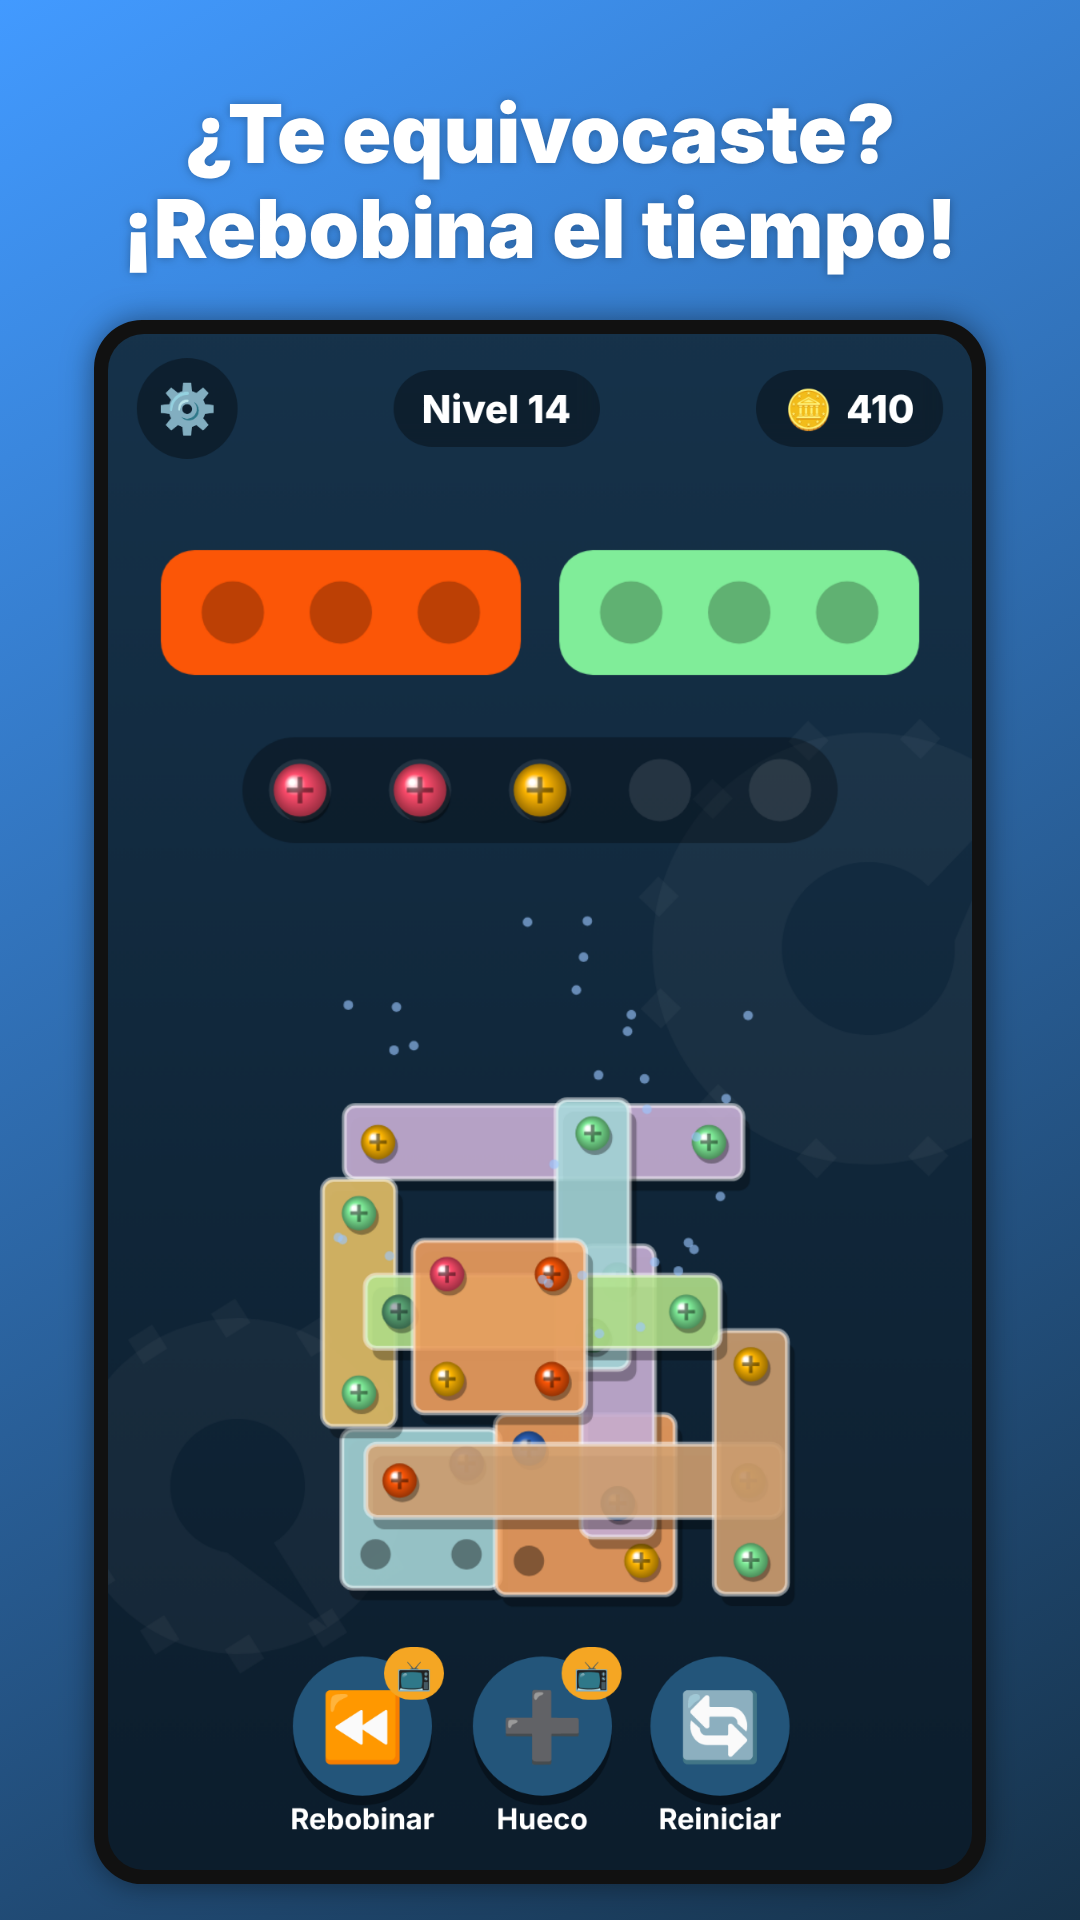 ¿Te equivocaste?
¡Rebobina el tiempo!
Nivel 14
410
Rebobinar
Hueco
Reiniciar